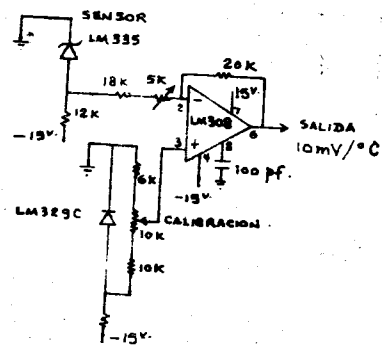 SENSOR
LM335
20K
18K
5K
15V.
2
-
7
LM308
6
SALIDA
10mV/°C
12K
3
+
4
8
-15V.
-15V.
100 pf.
6K
LM329C
CALIBRACION
10K
10K
-15V.